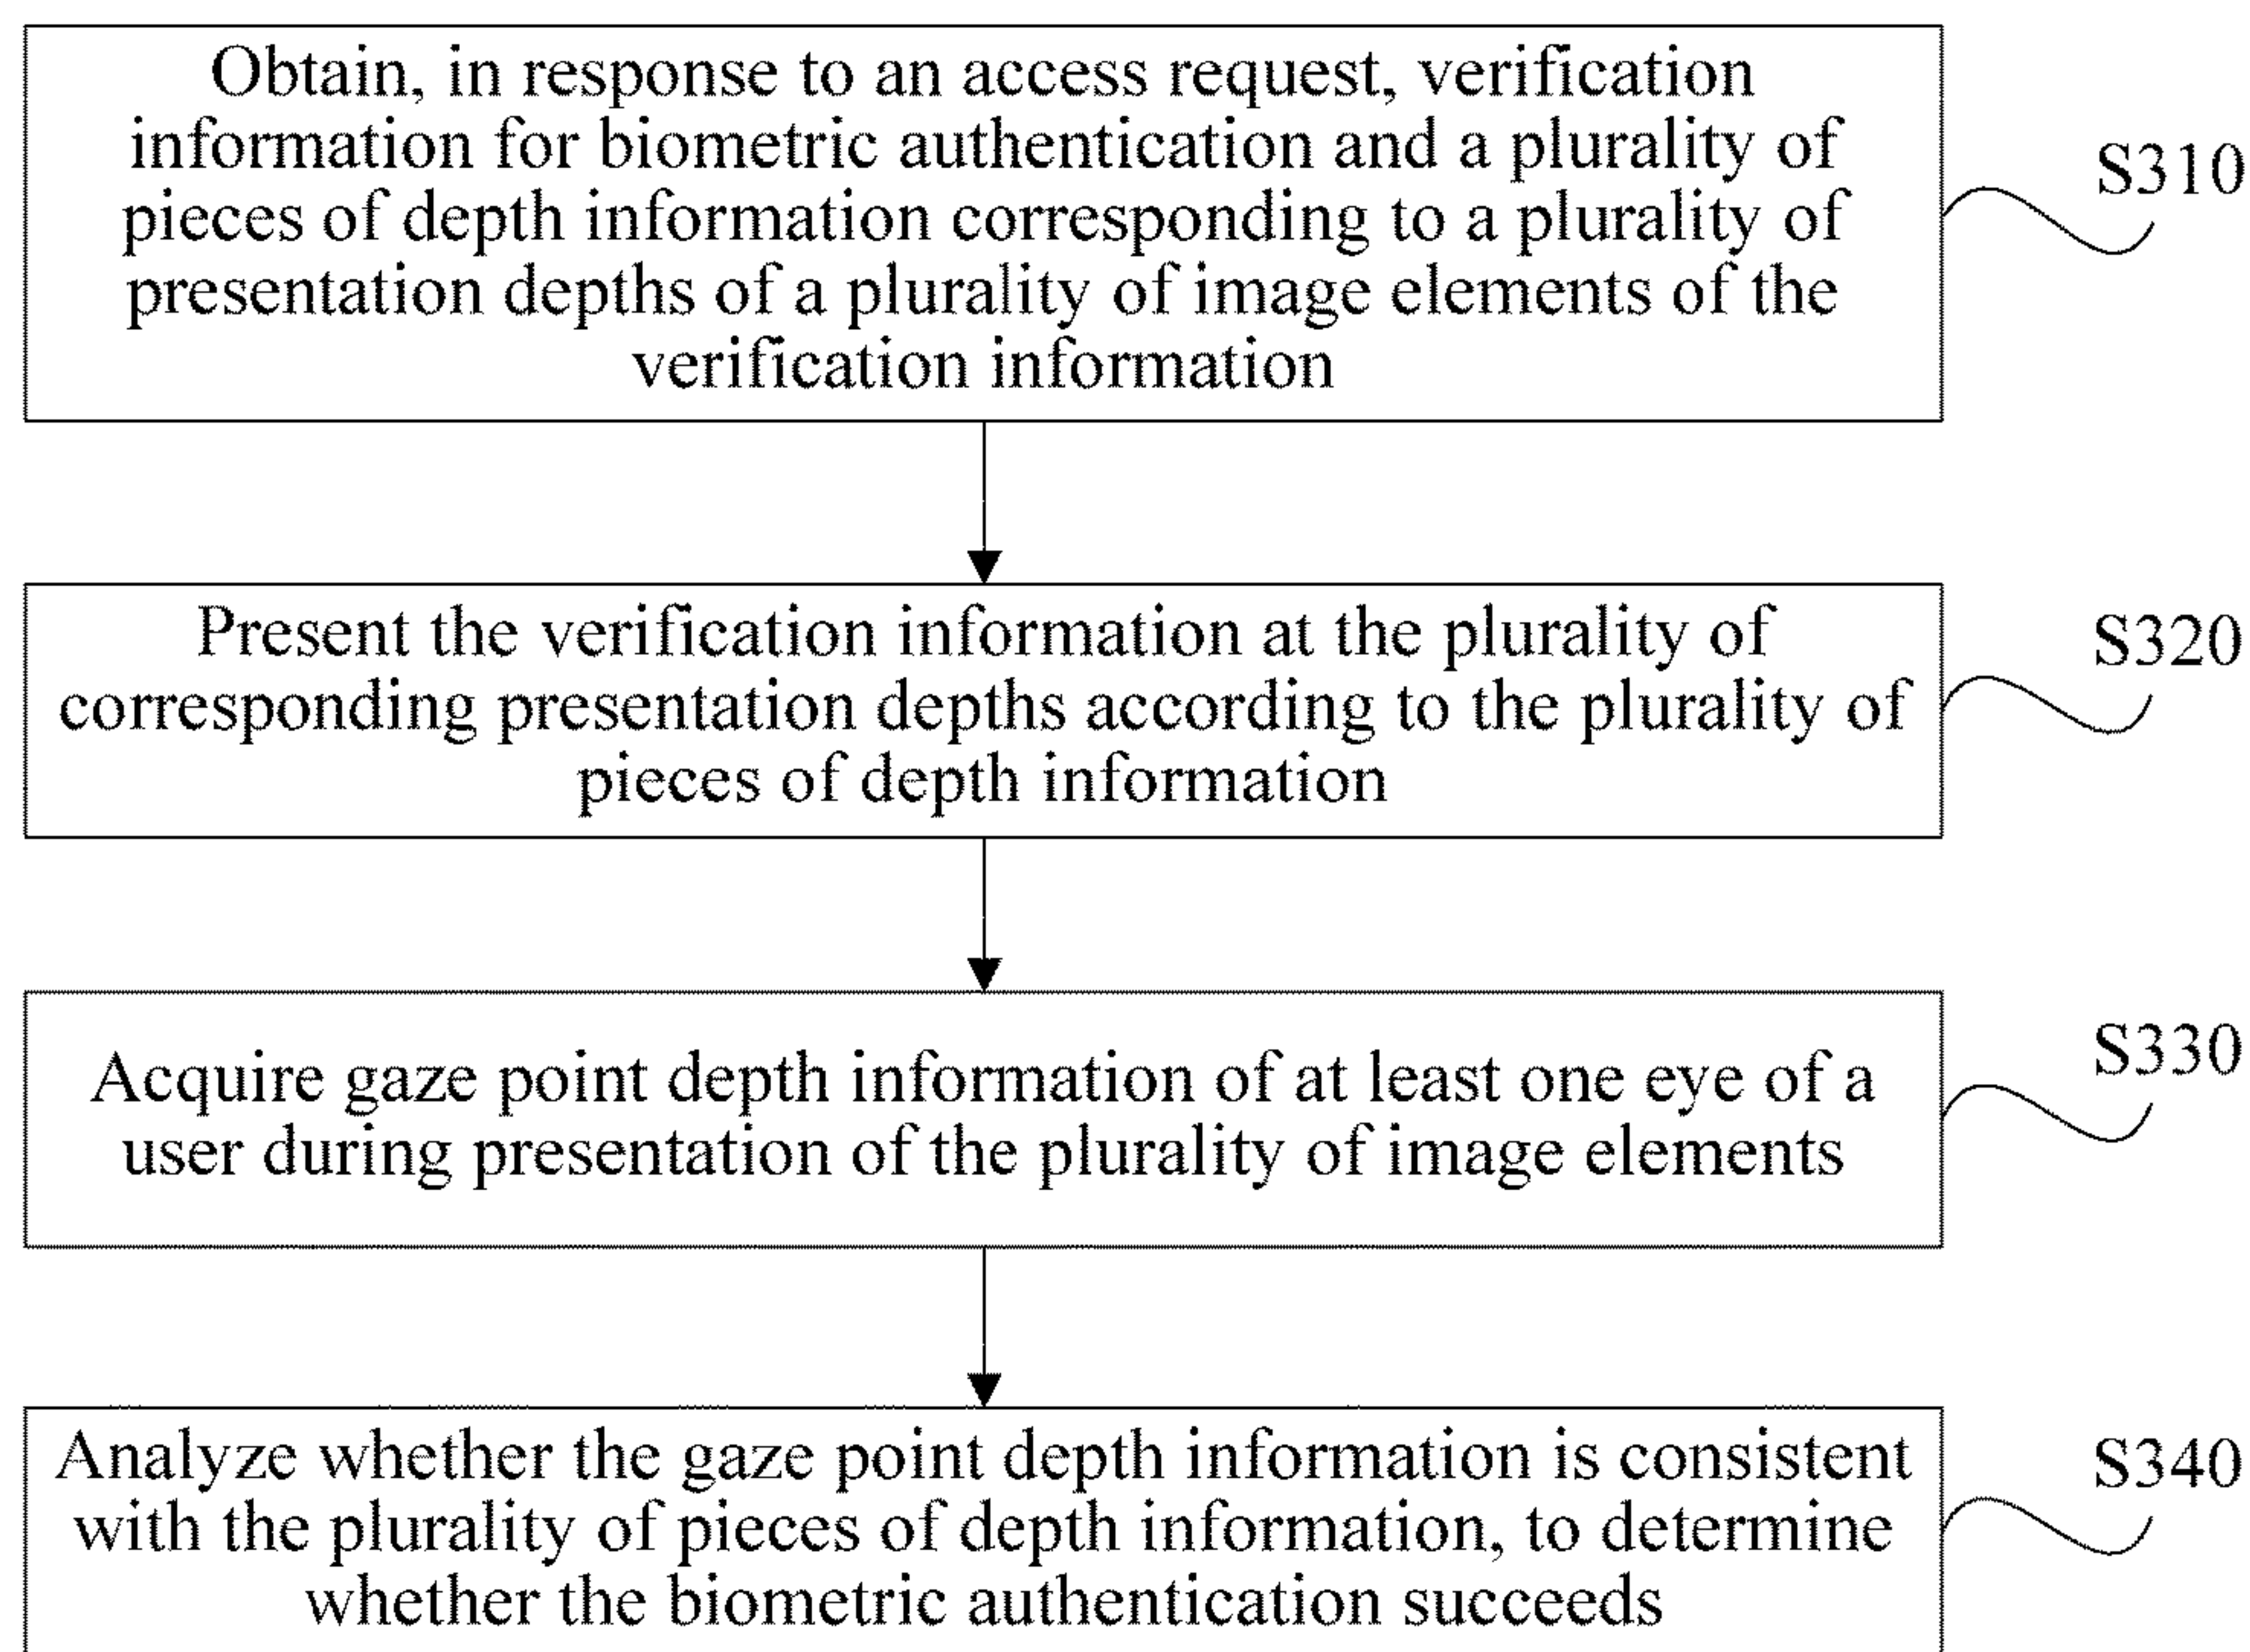 Obtain, in response to an access request, verification
information for biometric authentication and a plurality of
pieces of depth information corresponding to a plurality of
presentation depths of a plurality of image elements of the
verification information
S310
Present the verification information at the plurality of
corresponding presentation depths according to the plurality of
pieces of depth information
S320
Acquire gaze point depth information of at least one eye of a
user during presentation of the plurality of image elements
S330
Analyze whether the gaze point depth information is consistent
with the plurality of pieces of depth information, to determine
whether the biometric authentication succeeds
S340